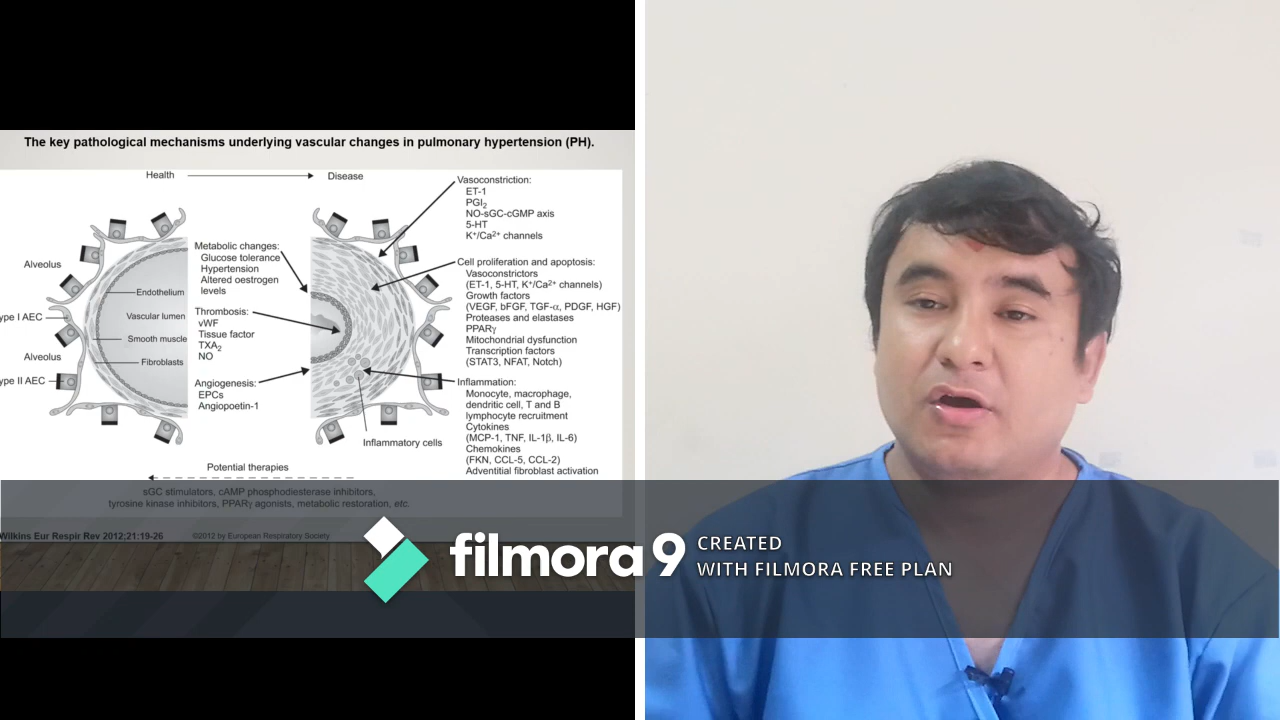 The key pathological mechanisms underlying vascular changes in pulmonary hypertension (PH).
Health
Disease
Alveolus
ype I AEC
Alveolus
ype II AEC
Endothelium
Vascular lumen
Smooth muscle
Fibroblasts
Metabolic changes:
Glucose tolerance
Hypertension
Altered oestrogen
levels
Thrombosis:
vWF
Tissue factor
TXA₂
NO
Angiogenesis:
EPCs
Angiopoetin-1
Vasoconstriction:
ET-1
PGI₂
NO-sGC-cGMP axis
5-HT
K⁺/Ca²⁺ channels
Cell proliferation and apoptosis:
Vasoconstrictors
(ET-1, 5-HT, K⁺/Ca²⁺ channels)
Growth factors
(VEGF, bFGF, TGF-α, PDGF, HGF)
Proteases and elastases
PPARγ
Mitochondrial dysfunction
Transcription factors
(STAT3, NFAT, Notch)
Inflammation:
Monocyte, macrophage,
dendritic cell, T and B
lymphocyte recruitment
Cytokines
(MCP-1, TNF, IL-1β, IL-6)
Chemokines
(FKN, CCL-5, CCL-2)
Adventitial fibroblast activation
Inflammatory cells
Potential therapies
sGC stimulators, cAMP phosphodiesterase inhibitors,
tyrosine kinase inhibitors, PPARγ agonists, metabolic restoration, etc.
Wilkins Eur Respir Rev 2012;21:19-26
©2012 by European Respiratory Society
filmora9
CREATED
WITH FILMORA FREE PLAN